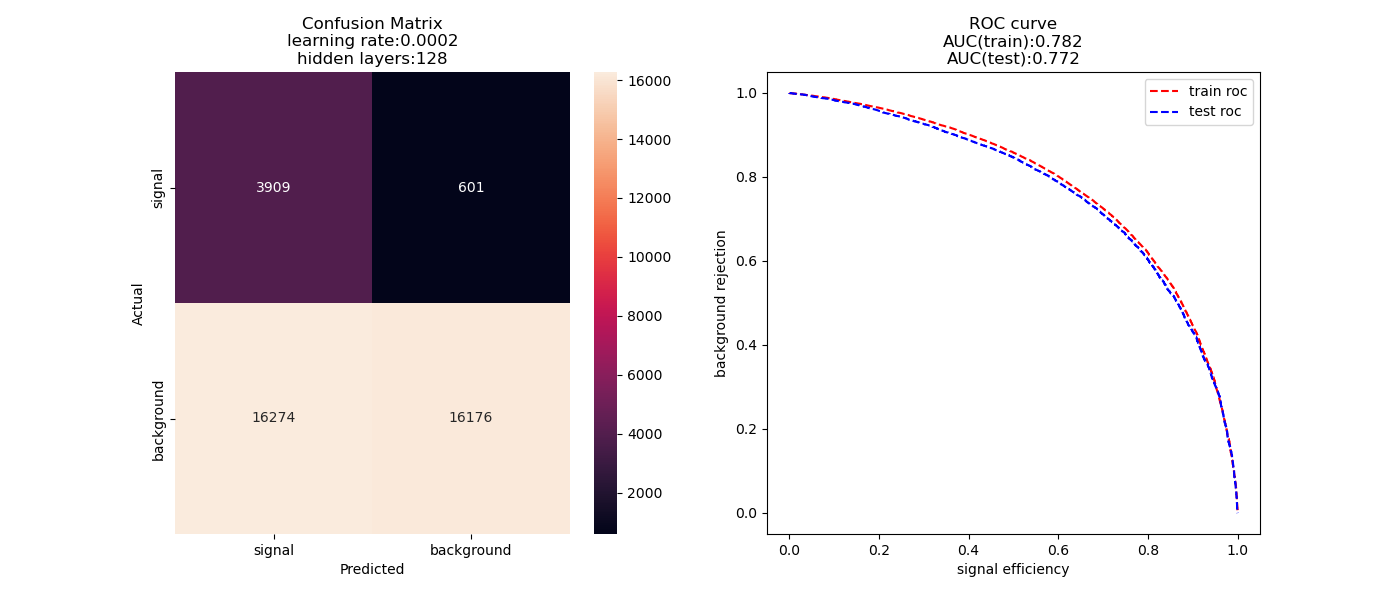 Confusion Matrix
learning rate:0.0002
hidden layers:128
signal
background
Actual
3909
601
16274
16176
signal
background
Predicted
16000
14000
12000
10000
8000
6000
4000
2000
ROC curve
AUC(train):0.782
AUC(test):0.772
train roc
test roc
background rejection
1.0
0.8
0.6
0.4
0.2
0.0
0.0
0.2
0.4
0.6
0.8
1.0
signal efficiency